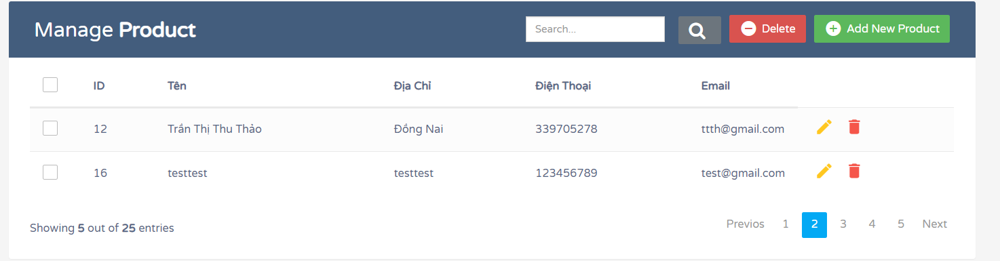 Manage Product Search... Delete Add New Product
ID Tên Địa Chỉ Điện Thoại Email
12 Trần Thị Thu Thảo Đồng Nai 339705278 ttth@gmail.com
16 testtest testtest 123456789 test@gmail.com
Showing 5 out of 25 entries Previos 1 2 3 4 5 Next